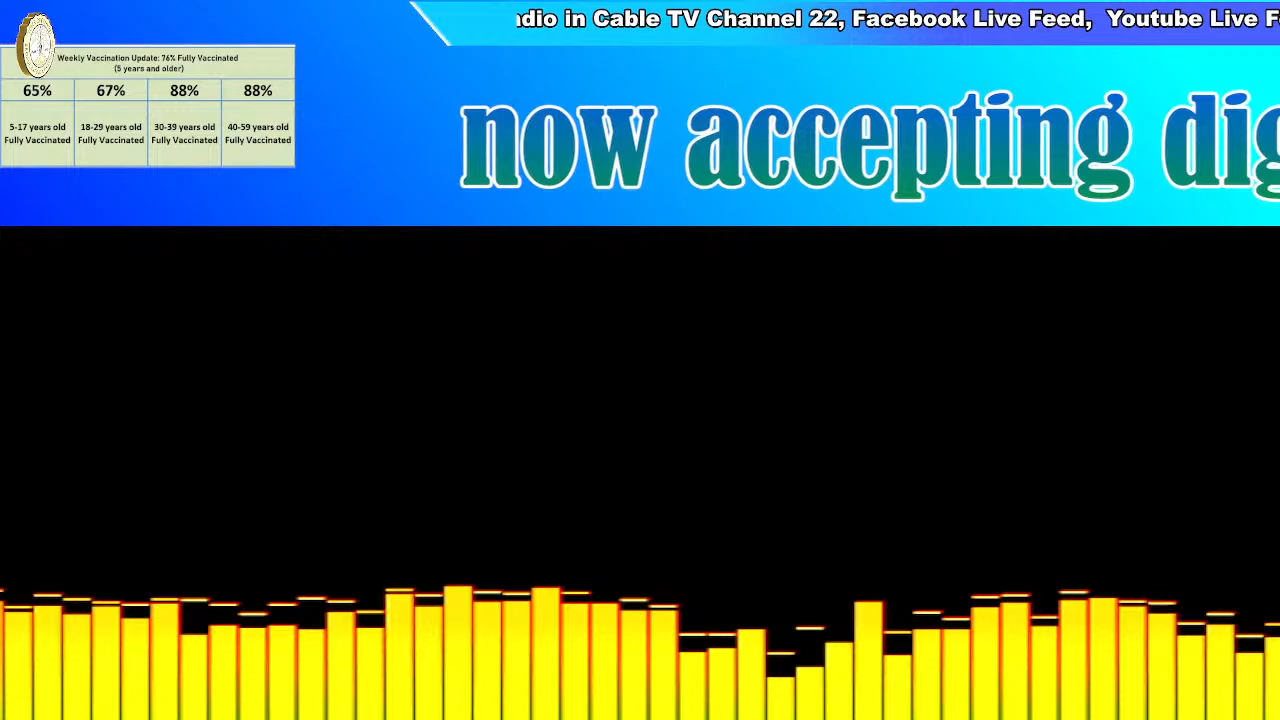 dio in Cable TV Channel 22, Facebook Live Feed, Youtube Live F
Weekly Vaccination Update: 76% Fully Vaccinated
(5 years and older)
65% 67% 88% 88%
5-17 years old 18-29 years old 30-39 years old 40-59 years old
Fully Vaccinated Fully Vaccinated Fully Vaccinated Fully Vaccinated
now accepting dig